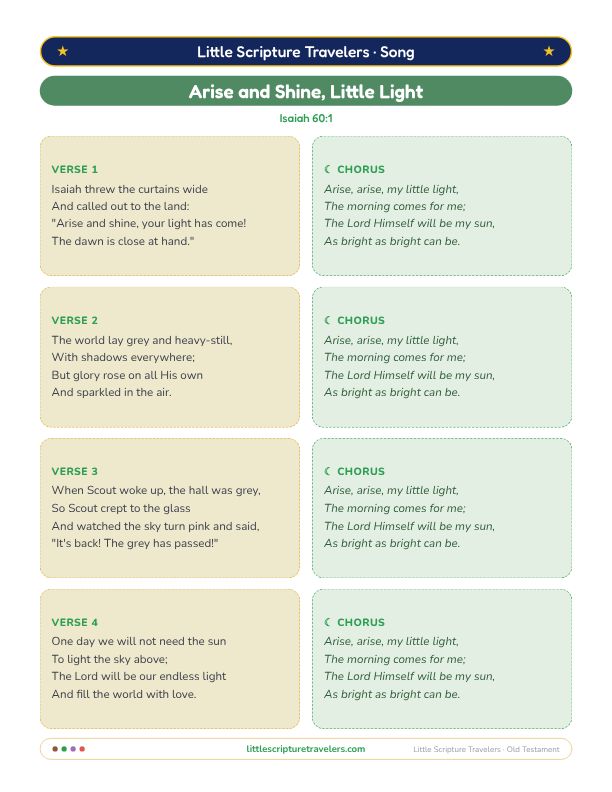 Little Scripture Travelers · Song
Arise and Shine, Little Light
Isaiah 60:1
VERSE 1
Isaiah threw the curtains wide
And called out to the land:
"Arise and shine, your light has come!
The dawn is close at hand."
CHORUS
Arise, arise, my little light,
The morning comes for me;
The Lord Himself will be my sun,
As bright as bright can be.
VERSE 2
The world lay grey and heavy-still,
With shadows everywhere;
But glory rose on all His own
And sparkled in the air.
CHORUS
Arise, arise, my little light,
The morning comes for me;
The Lord Himself will be my sun,
As bright as bright can be.
VERSE 3
When Scout woke up, the hall was grey,
So Scout crept to the glass
And watched the sky turn pink and said,
"It's back! The grey has passed!"
CHORUS
Arise, arise, my little light,
The morning comes for me;
The Lord Himself will be my sun,
As bright as bright can be.
VERSE 4
One day we will not need the sun
To light the sky above;
The Lord will be our endless light
And fill the world with love.
CHORUS
Arise, arise, my little light,
The morning comes for me;
The Lord Himself will be my sun,
As bright as bright can be.
littlescripturetravelers.com
Little Scripture Travelers · Old Testament